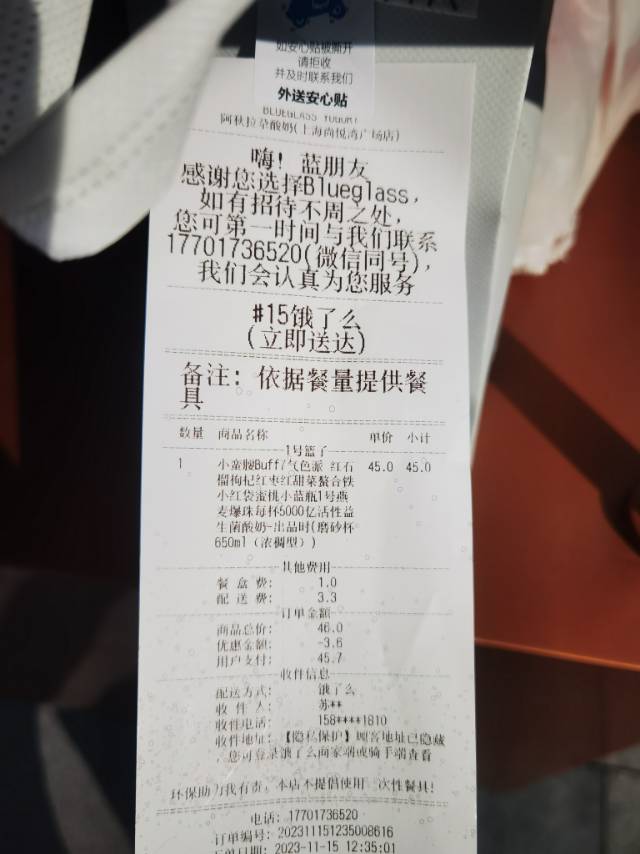 如安心贴被撕开
请拒收
并及时联系我们
外送安心贴
BLUEGLASS YOGURT
阿秋拉尕酸奶(上海尚悦湾广场店)
嗨！蓝朋友
感谢您选择Blueglass,
如有招待不周之处,
您可第一时间与我们联系
17701736520(微信同号),
我们会认真为您服务
#15饿了么
(立即送达)
备注: 依据餐量提供餐
具
数量 商品名称 单价 小计
1号篮子
1 小蛮腰Buff7气色派 红石 45.0 45.0
榴枸杞红枣红甜菜螯合铁
小红袋蜜桃小蓝瓶1号燕
麦爆珠每杯5000亿活性益
生菌酸奶-出品时(磨砂杯
650ml（浓稠型）)
其他费用
餐盒费: 1.0
配送费: 3.3
订单金额
商品总价: 46.0
优惠金额: -3.6
用户支付: 45.7
收件信息
配送方式: 饿了么
收件人: 苏**
收件电话: 158****1810
收件地址: 【隐私保护】顾客地址已隐藏
,您可登录饿了么商家端或骑手端查看
环保助力我有责，本店不提倡使用一次性餐具!
电话: 17701736520
订单编号: 202311151235008616
下单日期: 2023-11-15 12:35:01